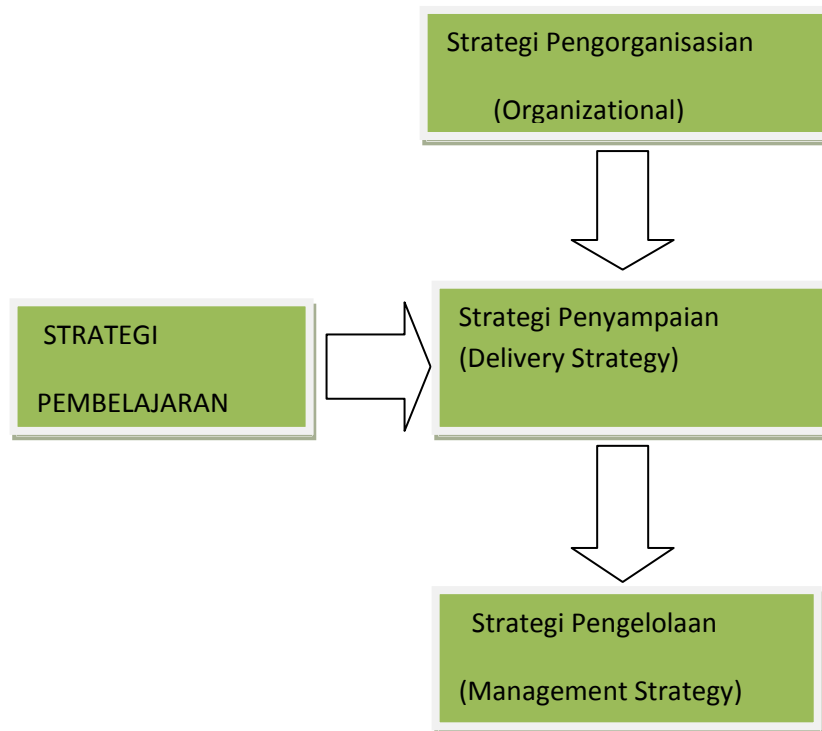 Strategi Pengorganisasian
(Organizational)
STRATEGI
PEMBELAJARAN
Strategi Penyampaian
(Delivery Strategy)
Strategi Pengelolaan
(Management Strategy)